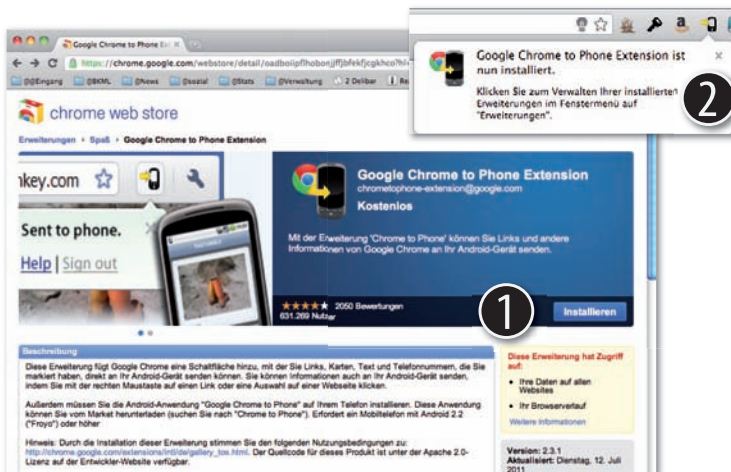 Google Chrome to Phone Ex
https://chrome.google.com/webstore/detail/oadboiipflhobonjjffjbfekfjcgkhco?hl=
@@Eingang @BKML @News @sozial @Stats @Verwaltung 2 Delibar Rea
chrome web store
Erweiterungen Spaß Google Chrome to Phone Extension
nkey.com
Sent to phone.
Help | Sign out
Google Chrome to Phone Extension
chrometophone-extension@google.com
Kostenlos
Mit der Erweiterung 'Chrome to Phone' können Sie Links und andere
Informationen von Google Chrome an Ihr Android-Gerät senden.
2050 Bewertungen
631.269 Nutzer
1
Installieren
Google Chrome to Phone Extension ist
nun installiert.
Klicken Sie zum Verwalten Ihrer installierten
Erweiterungen im Fenstermenü auf
"Erweiterungen".
2
Beschreibung
Diese Erweiterung fügt Google Chrome eine Schaltfläche hinzu, mit der Sie Links, Karten, Text und Telefonnummern, die Sie
markiert haben, direkt an Ihr Android-Gerät senden können. Sie können Informationen auch an Ihr Android-Gerät senden,
indem Sie mit der rechten Maustaste auf einen Link oder eine Auswahl auf einer Webseite klicken.
Außerdem müssen Sie die Android-Anwendung "Google Chrome to Phone" auf Ihrem Telefon installieren. Diese Anwendung
können Sie vom Market herunterladen (suchen Sie nach "Chrome to Phone"). Erfordert ein Mobiltelefon mit Android 2.2
("Froyo") oder höher
Hinweis: Durch die Installation dieser Erweiterung stimmen Sie den folgenden Nutzungsbedingungen zu:
http://chrome.google.com/extensions/intl/de/gallery_tos.html. Der Quellcode für dieses Produkt ist unter der Apache 2.0-
Lizenz auf der Entwickler-Website verfügbar.
Diese Erweiterung hat Zugriff
auf:
Ihre Daten auf allen
Websites
Ihr Browserverlauf
Weitere Informationen
Version: 2.3.1
Aktualisiert: Dienstag, 12. Juli
2011